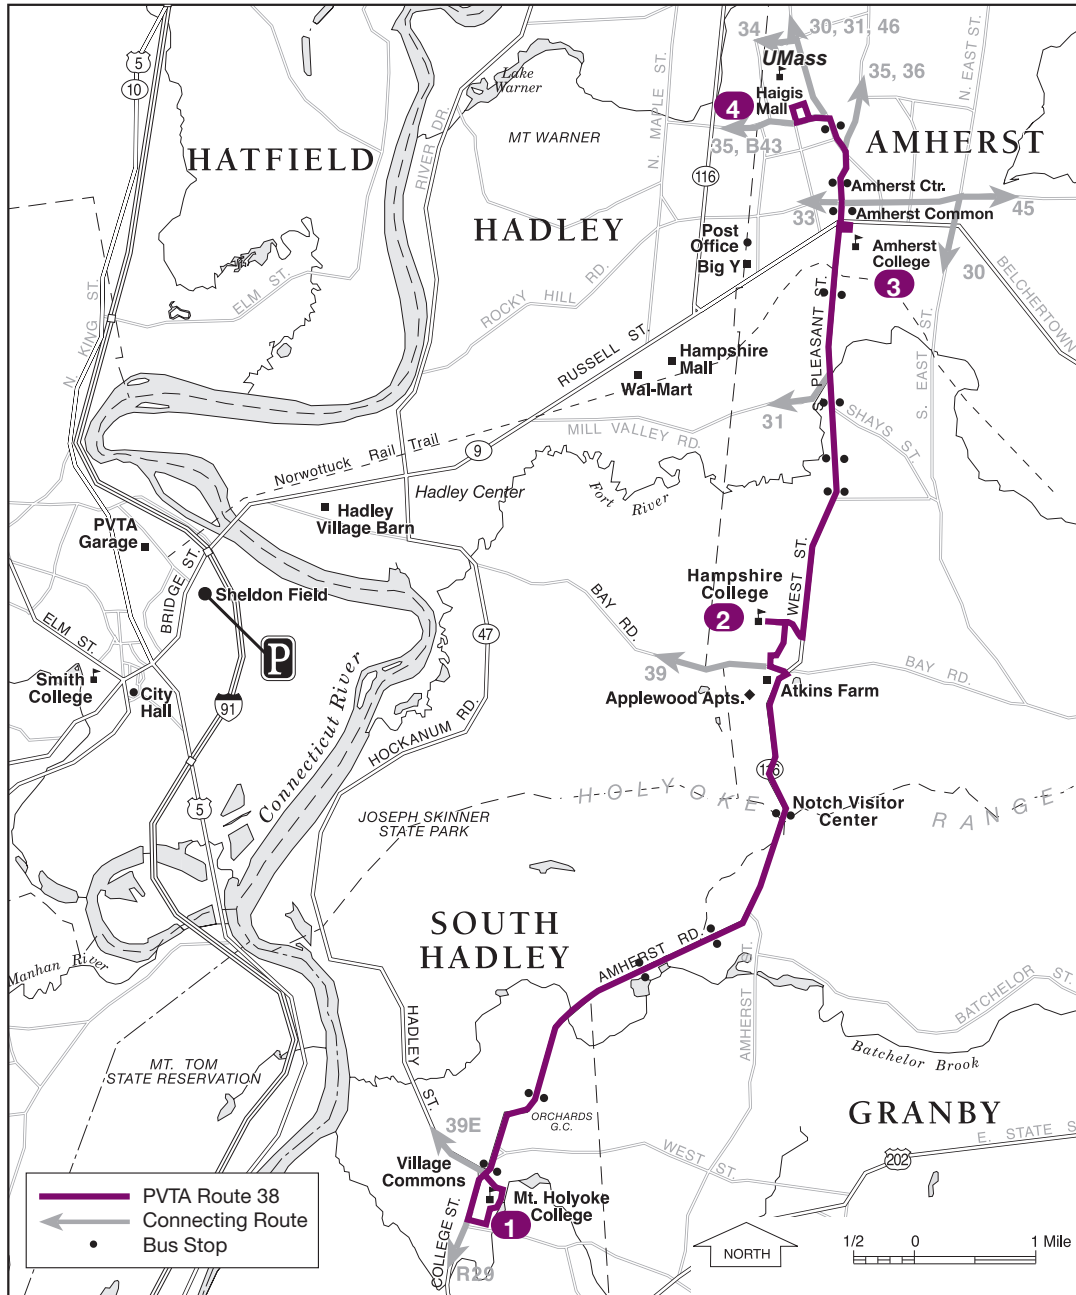 34
30, 31, 46
UMass
35, 36
N. EAST ST.
5
10
Lake
Warner
N. MAPLE ST.
4
Haigis
Mall
RIVER DR.
MT WARNER
35, B43
AMHERST
HATFIELD
116
Amherst Ctr.
33
45
Amherst Common
HADLEY
Post
Office
Big Y
Amherst
College
3
30
BELCHERTOWN
ELM ST.
ROCKY HILL RD.
N. KING ST.
S. PLEASANT ST.
S. EAST ST.
RUSSELL ST.
Hampshire
Mall
Wal-Mart
31
MILL VALLEY RD.
SHAYS ST.
Norwottuck Rail Trail
9
Hadley Center
Fort River
Hadley
Village Barn
PVTA
Garage
BRIDGE ST.
WEST ST.
Hampshire
College
2
Sheldon Field
P
BAY RD.
47
ELM ST.
39
BAY RD.
Smith
College
City
Hall
91
Applewood Apts.
Atkins Farm
Connecticut River
HOCKANUM RD.
116
HOLYOKE RANGE
5
Notch Visitor
Center
JOSEPH SKINNER
STATE PARK
SOUTH
HADLEY
AMHERST RD.
Manhan River
AMHERST ST.
BATCHELOR ST.
HADLEY ST.
Batchelor Brook
MT. TOM
STATE RESERVATION
ORCHARDS
G.C.
GRANBY
39E
E. STATE S
WEST ST.
202
Village
Commons
Mt. Holyoke
College
1
COLLEGE ST.
R29
PVTA Route 38
Connecting Route
Bus Stop
NORTH
1/2 0 1 Mile